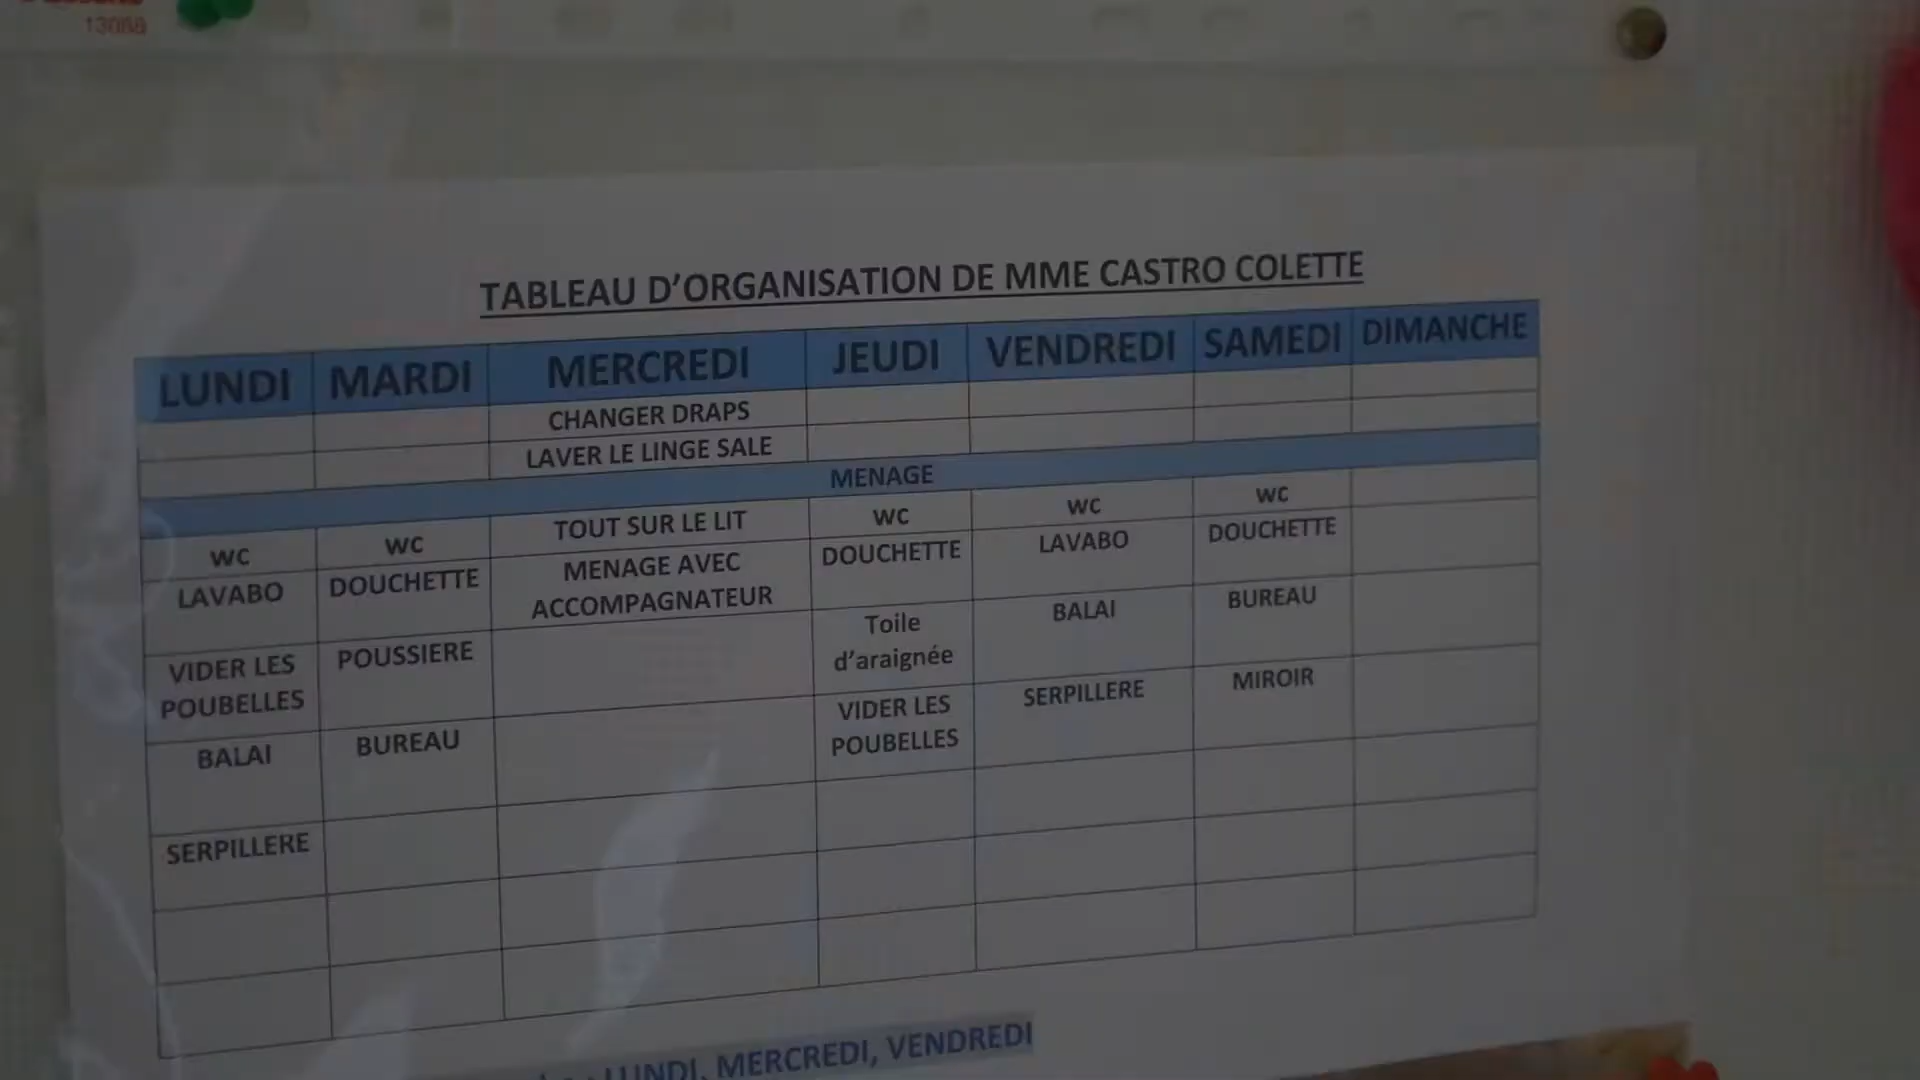 13088
TABLEAU D'ORGANISATION DE MME CASTRO COLETTE
LUNDI MARDI MERCREDI JEUDI VENDREDI SAMEDI DIMANCHE
CHANGER DRAPS
LAVER LE LINGE SALE
MENAGE
WC WC TOUT SUR LE LIT WC WC WC
LAVABO DOUCHETTE MENAGE AVEC DOUCHETTE LAVABO DOUCHETTE
ACCOMPAGNATEUR
VIDER LES POUSSIERE Toile BALAI BUREAU
POUBELLES d'araignée
BALAI BUREAU VIDER LES SERPILLERE MIROIR
POUBELLES
SERPILLERE
LUNDI, MERCREDI, VENDREDI